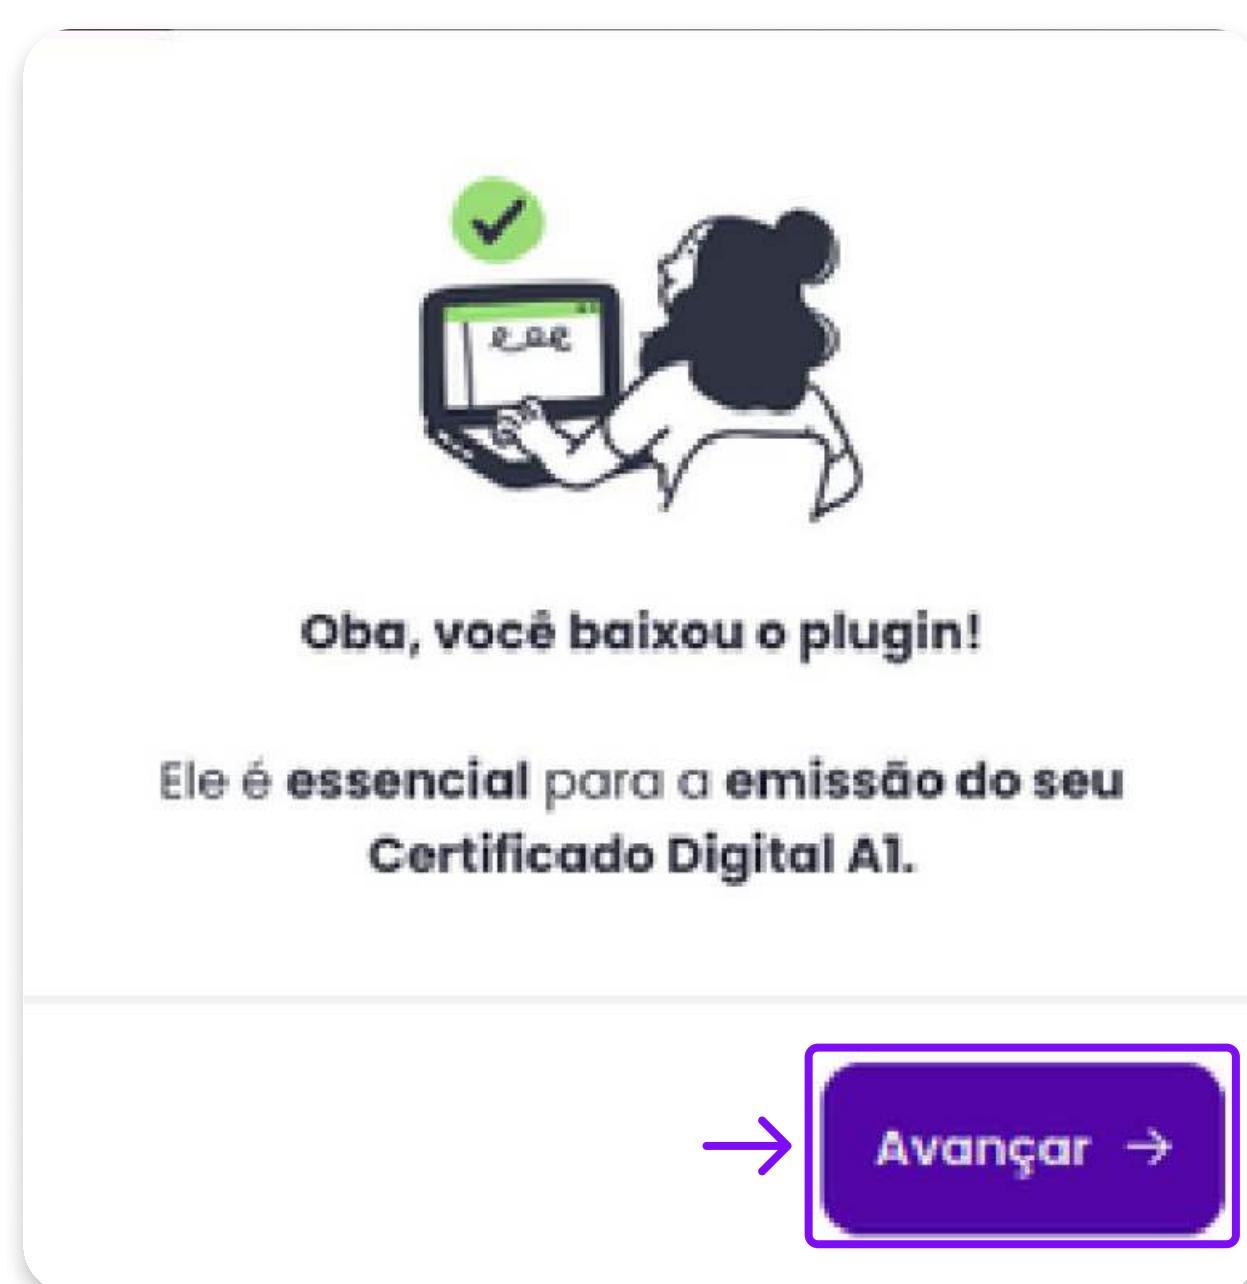 Oba, você baixou o plugin!
Ele é essencial para a emissão do seu
Certificado Digital A1.
Avançar →